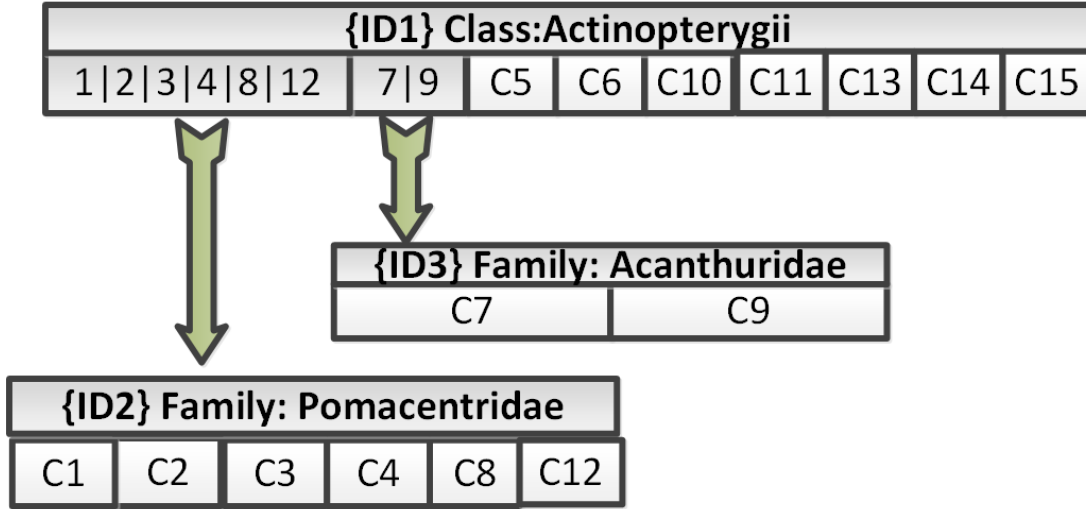 {ID1} Class:Actinopterygii
1|2|3|4|8|12 7|9 C5 C6 C10 C11 C13 C14 C15
{ID3} Family: Acanthuridae
C7 C9
{ID2} Family: Pomacentridae
C1 C2 C3 C4 C8 C12